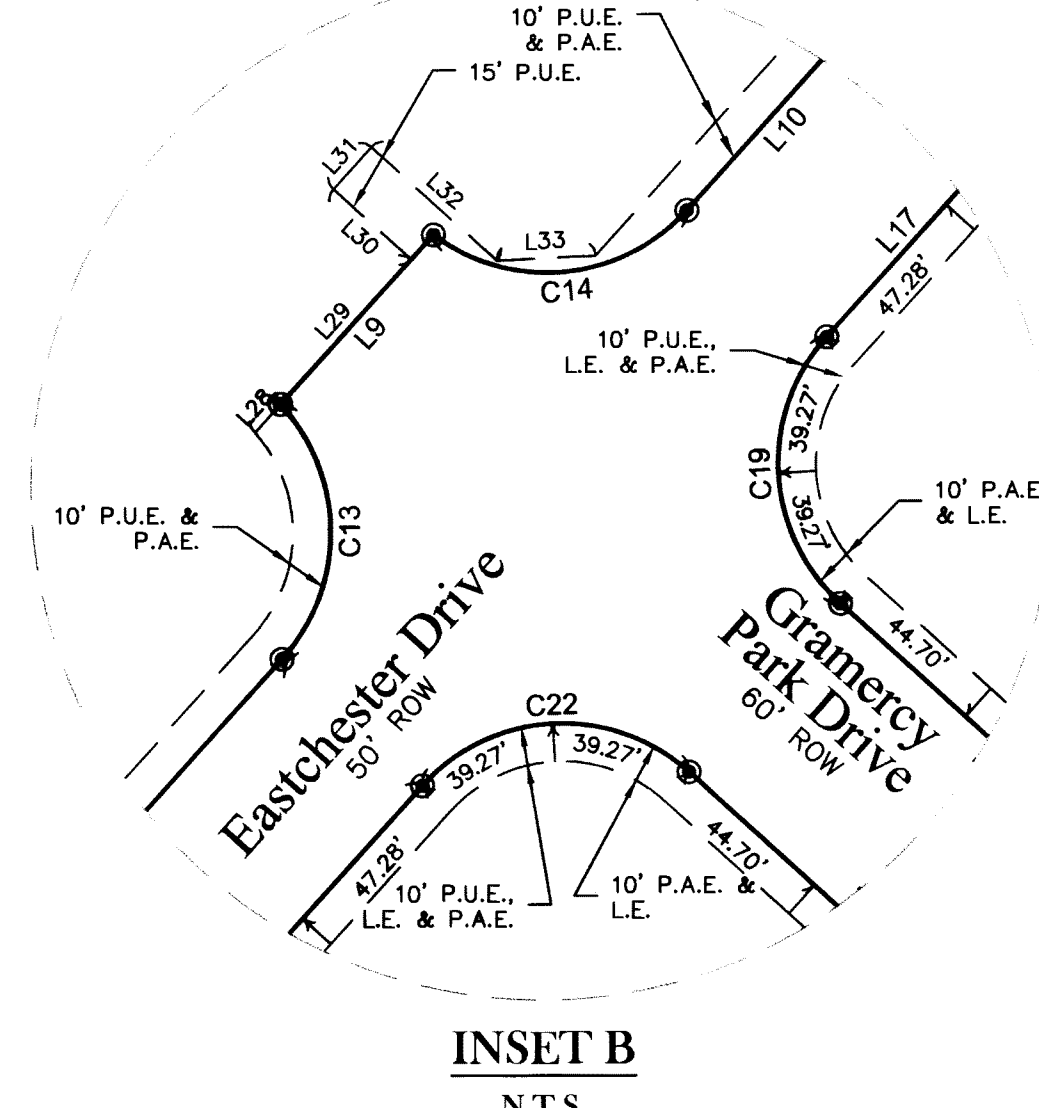 10' P.U.E.
& P.A.E.
15' P.U.E.
L10
L31
L32
L30
L33
C14
L17
47.28'
L29
L9
10' P.U.E.,
L.E. & P.A.E.
L28
39.27'
C19
39.27'
10' P.A.E
& L.E.
10' P.U.E. &
P.A.E.
C13
Eastchester Drive
50' ROW
Gramercy
Park Drive
60' ROW
44.70'
C22
39.27'
39.27'
47.28'
44.70'
10' P.U.E.,
L.E. & P.A.E.
10' P.A.E. &
L.E.
INSET B
N.T.S.